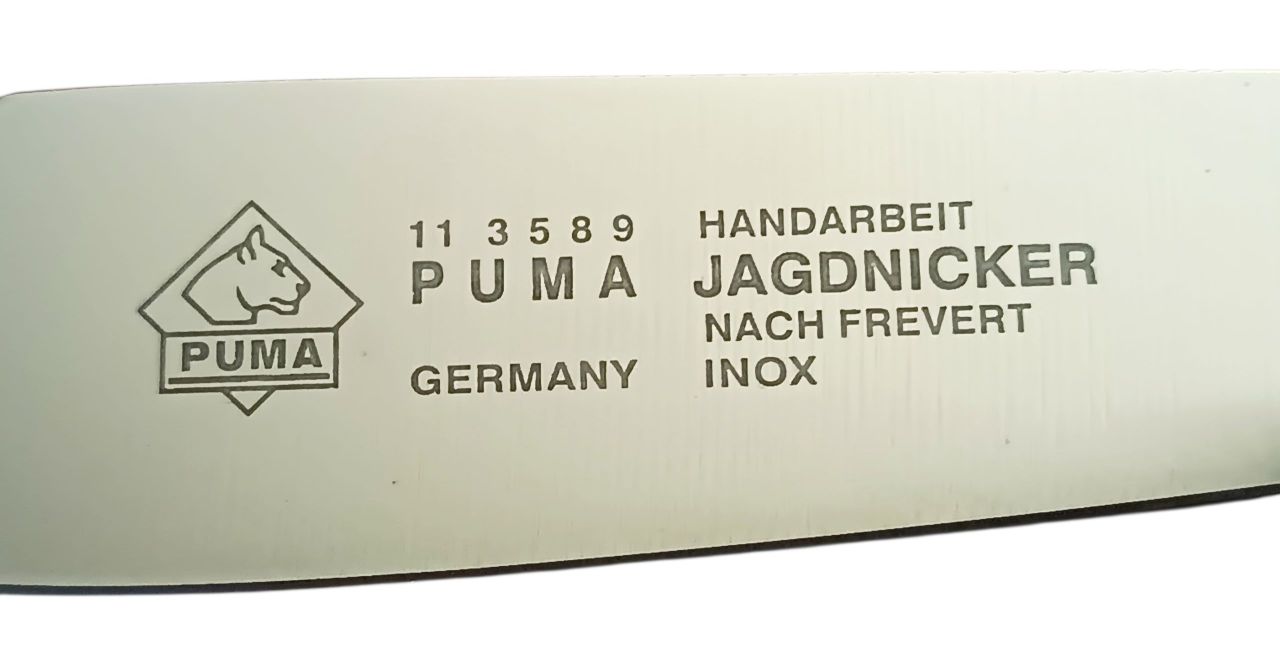 PUMA
11 3589
PUMA
GERMANY
HANDARBEIT
JAGDNICKER
NACH FREVERT
INOX